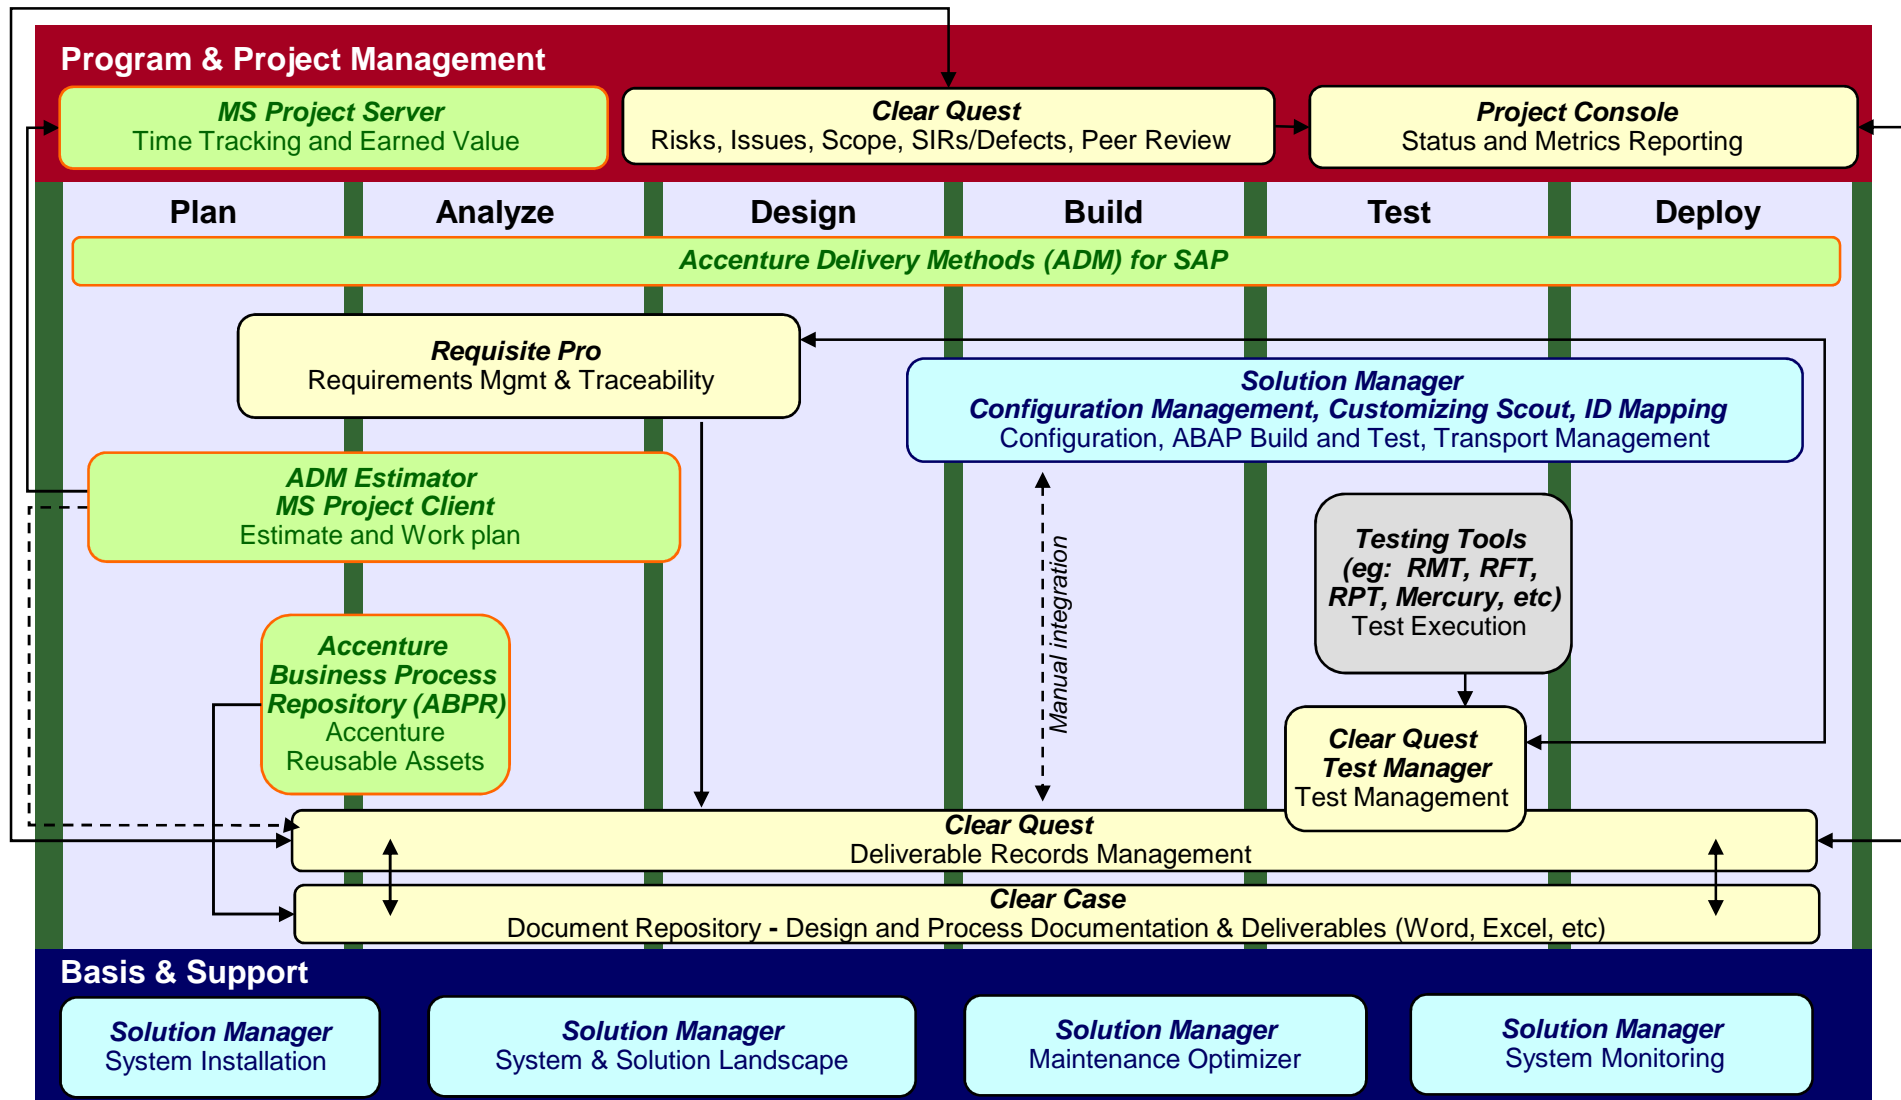 Program & Project Management
MS Project Server
Time Tracking and Earned Value
Clear Quest
Risks, Issues, Scope, SIRs/Defects, Peer Review
Project Console
Status and Metrics Reporting
Plan
Analyze
Design
Build
Test
Deploy
Accenture Delivery Methods (ADM) for SAP
Requisite Pro
Requirements Mgmt & Traceability
Solution Manager
Configuration Management, Customizing Scout, ID Mapping
Configuration, ABAP Build and Test, Transport Management
ADM Estimator
MS Project Client
Estimate and Work plan
Manual integration
Testing Tools
(eg: RMT, RFT,
RPT, Mercury, etc)
Test Execution
Accenture
Business Process
Repository (ABPR)
Accenture
Reusable Assets
Clear Quest
Test Manager
Test Management
Clear Quest
Deliverable Records Management
Clear Case
Document Repository - Design and Process Documentation & Deliverables (Word, Excel, etc)
Basis & Support
Solution Manager
System Installation
Solution Manager
System & Solution Landscape
Solution Manager
Maintenance Optimizer
Solution Manager
System Monitoring